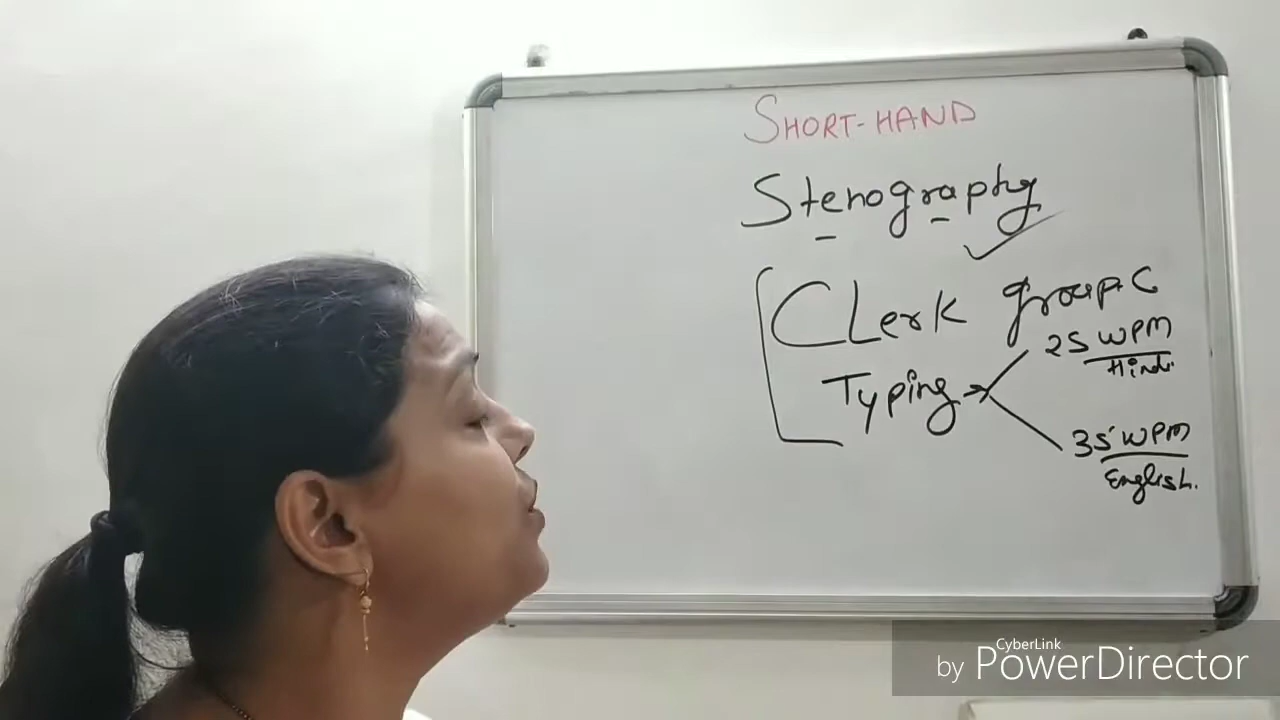 SHORT-HAND
Stenography
CLerk group-C
25 WPM
Hindi
Typing
35 WPM
English.
CyberLink
by PowerDirector